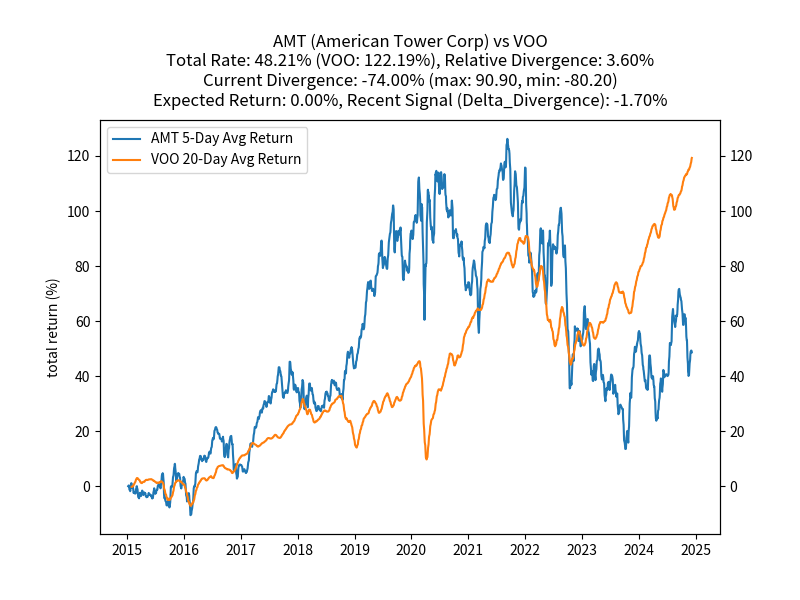 AMT (American Tower Corp) vs VOO
Total Rate: 48.21% (VOO: 122.19%), Relative Divergence: 3.60%
Current Divergence: -74.00% (max: 90.90, min: -80.20)
Expected Return: 0.00%, Recent Signal (Delta_Divergence): -1.70%
AMT 5-Day Avg Return
VOO 20-Day Avg Return
total return (%)
120 120
100 100
80 80
60 60
40 40
20 20
0 0
2015 2016 2017 2018 2019 2020 2021 2022 2023 2024 2025